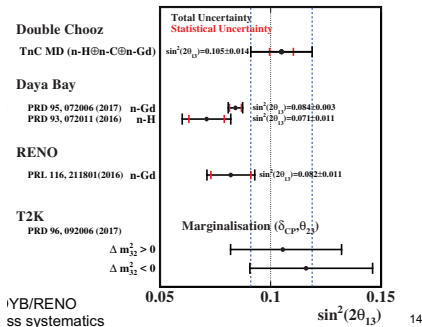 Total Uncertainty
Statistical Uncertainty
Double Chooz
TnC MD (n-H⊕n-C⊕n-Gd) sin²(2θ₁₃)=0.105±0.014
Daya Bay
PRD 95, 072006 (2017) n-Gd sin²(2θ₁₃)=0.084±0.003
PRD 93, 072011 (2016) n-H sin²(2θ₁₃)=0.071±0.011
RENO
PRL 116, 211801(2016) n-Gd sin²(2θ₁₃)=0.082±0.011
T2K
PRD 96, 092006 (2017) Marginalisation (δCP,θ₂₃)
Δ m²₃₂ > 0
Δ m²₃₂ < 0
0.05 0.1 0.15
sin²(2θ₁₃)
YB/RENO
ss systematics
14